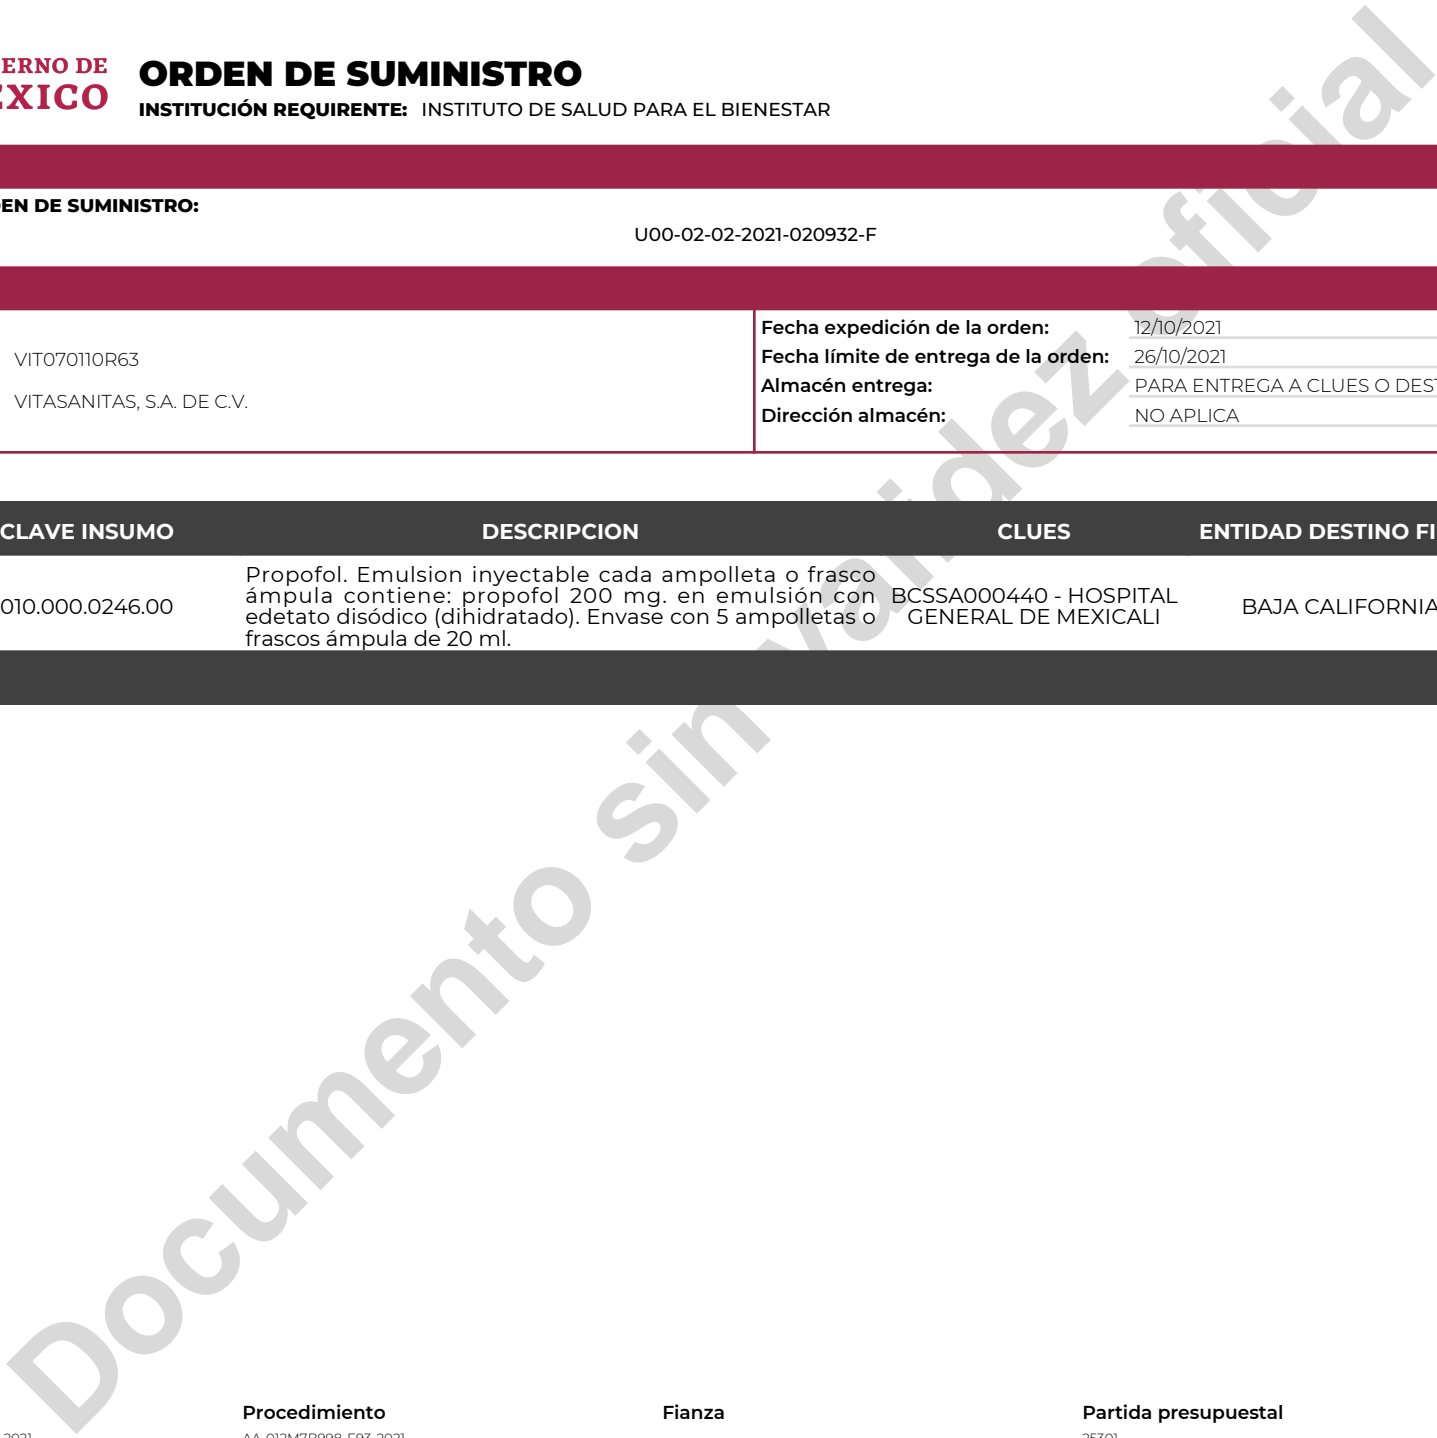 ERNO DE
EXICO
ORDEN DE SUMINISTRO
INSTITUCIÓN REQUIRENTE: INSTITUTO DE SALUD PARA EL BIENESTAR
EN DE SUMINISTRO:
U00-02-02-2021-020932-F
VIT070110R63
VITASANITAS, S.A. DE C.V.
Fecha expedición de la orden: 12/10/2021
Fecha límite de entrega de la orden: 26/10/2021
Almacén entrega: PARA ENTREGA A CLUES O DEST
Dirección almacén: NO APLICA
CLAVE INSUMO DESCRIPCION CLUES ENTIDAD DESTINO FI
010.000.0246.00
Propofol. Emulsion inyectable cada ampolleta o frasco
ámpula contiene: propofol 200 mg. en emulsión con
edetato disódico (dihidratado). Envase con 5 ampolletas o
frascos ámpula de 20 ml.
BCSSA000440 - HOSPITAL
GENERAL DE MEXICALI
BAJA CALIFORNIA
Documento sin validez oficial
Procedimiento Fianza Partida presupuestal